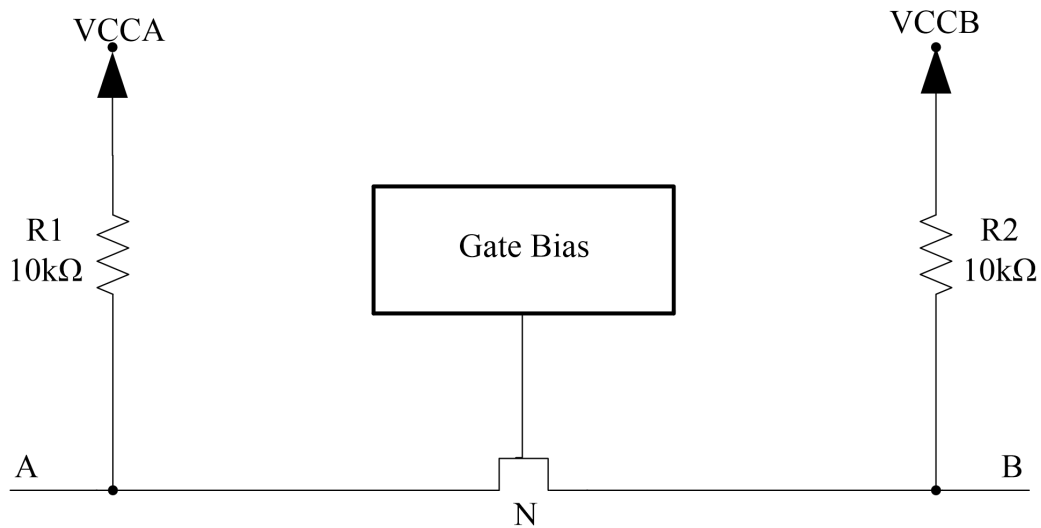 VCCA
VCCB
R1
10kΩ
Gate Bias
R2
10kΩ
A
B
N